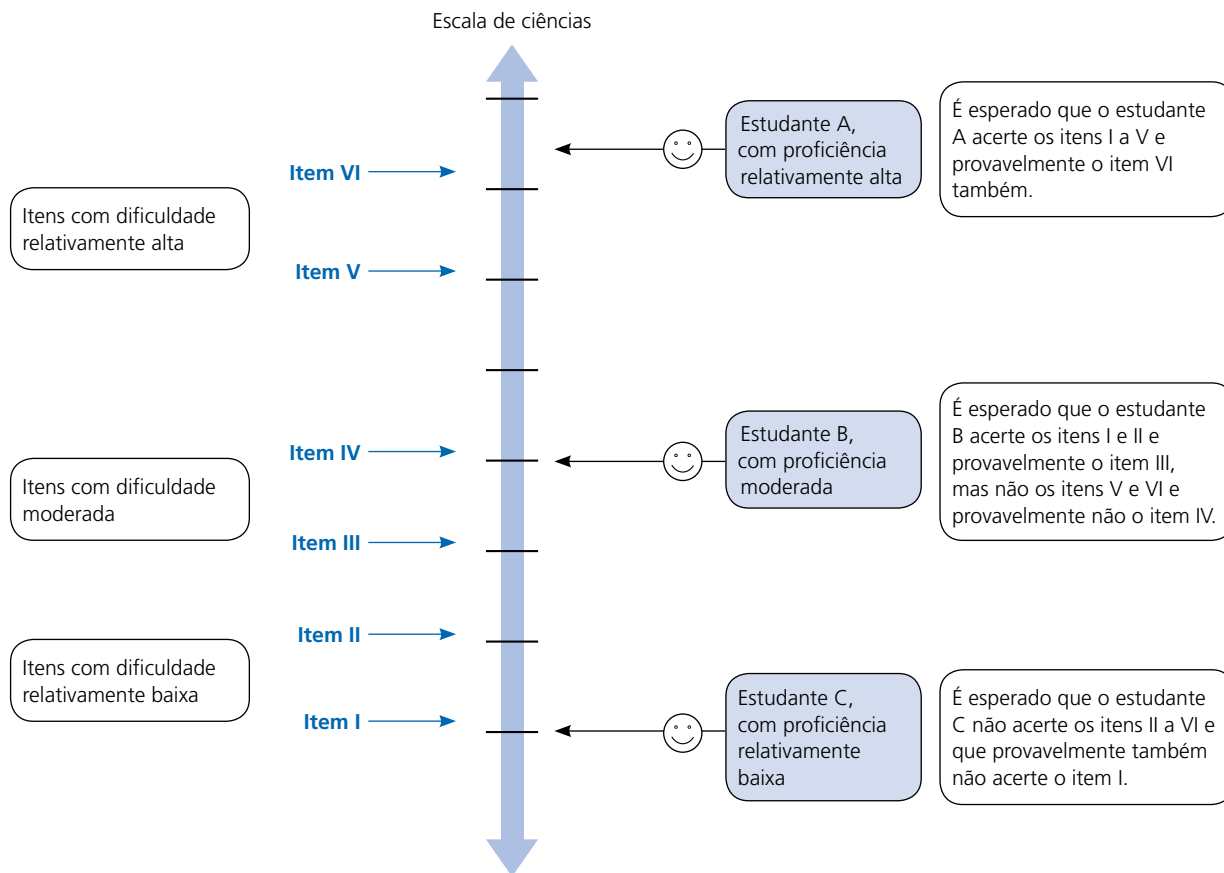 Escala de ciências
Itens com dificuldade
relativamente alta
Itens com dificuldade
moderada
Itens com dificuldade
relativamente baixa
Item VI
Item V
Item IV
Item III
Item II
Item I
Estudante A,
com proficiência
relativamente alta
É esperado que o estudante
A acerte os itens I a V e
provavelmente o item VI
também.
Estudante B,
com proficiência
moderada
É esperado que o estudante
B acerte os itens I e II e
provavelmente o item III,
mas não os itens V e VI e
provavelmente não o item IV.
Estudante C,
com proficiência
relativamente
baixa
É esperado que o estudante
C não acerte os itens II a VI e
que provavelmente também
não acerte o item I.